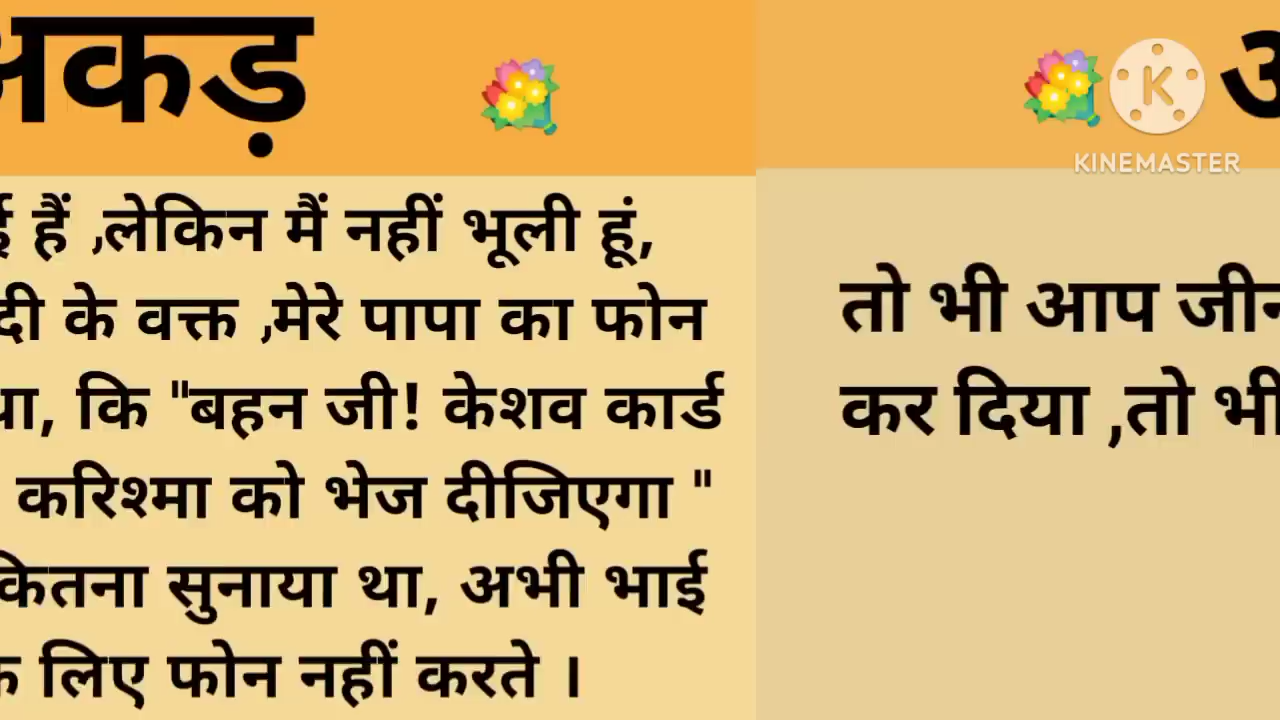 अकड़
हैं ,लेकिन मैं नहीं भूली हूं,
के वक्त ,मेरे पापा का फोन
था, कि "बहन जी! केशव कार्ड
करिश्मा को भेज दीजिएगा "
कितना सुनाया था, अभी भाई
लिए फोन नहीं करते ।
तो भी आप
कर दिया ,तो भी
KINEMASTER